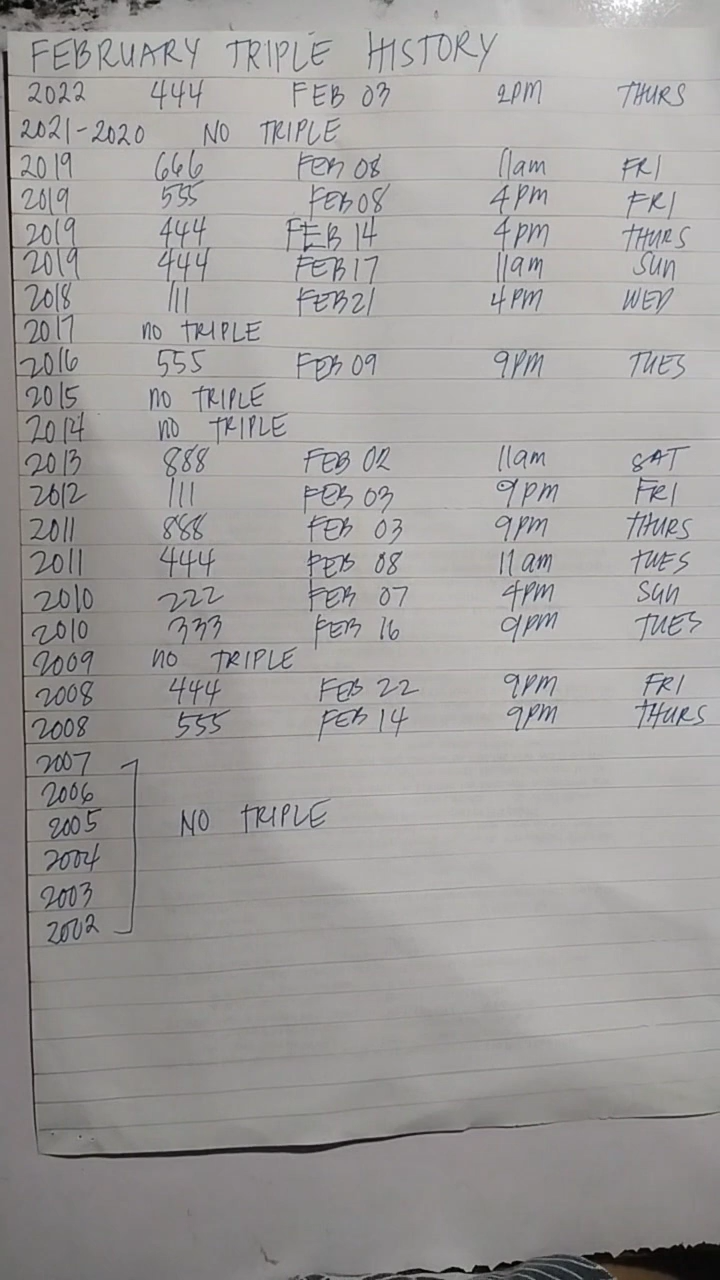 FEBRUARY TRIPLE HISTORY
2022 444 FEB 03 2PM THURS
2021-2020 NO TRIPLE
2019 666 FEB 08 11am FRI
2019 555 FEB 08 4PM FRI
2019 444 FEB 14 4pm THURS
2019 444 FEB 17 11am SUN
2018 111 FEB 21 4PM WED
2017 no TRIPLE
2016 555 FEB 09 9PM TUES
2015 no TRIPLE
2014 no TRIPLE
2013 888 FEB 02 11am SAT
2012 111 FEB 03 9pm FRI
2011 888 FEB 03 9pm THURS
2011 444 FEB 08 11am TUES
2010 222 FEB 07 4pm SUN
2010 333 FEB 16 9pm TUES
2009 no TRIPLE
2008 444 FEB 22 9PM FRI
2008 555 FEB 14 9PM THURS
2007
2006
2005 NO TRIPLE
2004
2003
2002